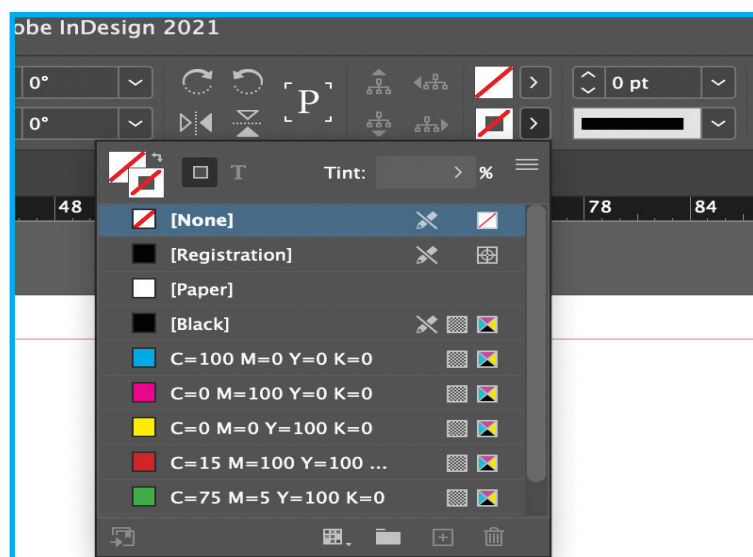 obe InDesign 2021
0° P 0 pt
0°
T Tint: %
48 78 84
[None]
[Registration]
[Paper]
[Black]
C=100 M=0 Y=0 K=0
C=0 M=100 Y=0 K=0
C=0 M=0 Y=100 K=0
C=15 M=100 Y=100 ...
C=75 M=5 Y=100 K=0